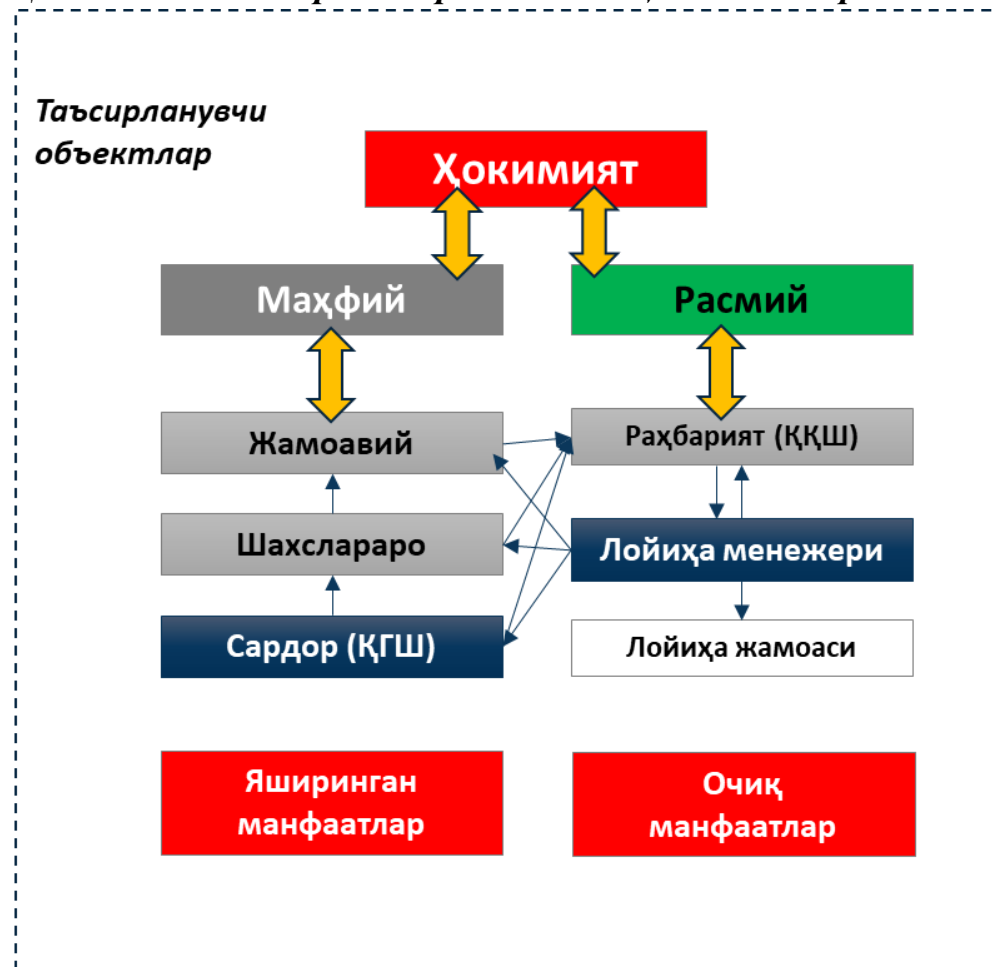 Таъсирланувчи
объектлар
Ҳокимият
Маҳфий
Расмий
Жамоавий
Раҳбарият (ҚҚШ)
Шахслараро
Лойиҳа менежери
Сардор (ҚГШ)
Лойиҳа жамоаси
Яширинган
манфаатлар
Очиқ
манфаатлар